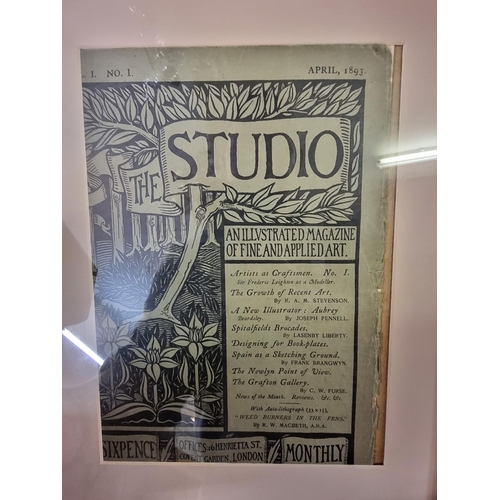 . I. NO. I. APRIL, 1893.
THE STUDIO
AN ILLUSTRATED MAGAZINE
OF FINE AND APPLIED ART.
Artists as Craftsmen. No. I.
Sir Frederic Leighton as a Modeller.
The Growth of Recent Art.
By R. A. M. STEVENSON.
A New Illustrator: Aubrey
Beardsley. By JOSEPH PENNELL.
Spitalfields Brocades.
By LASENBY LIBERTY.
Designing for Book-plates.
Spain as a Sketching Ground.
By FRANK BRANGWYN.
The Newlyn Point of View.
The Grafton Gallery.
By C. W. FURSE.
News of the Month. Reviews. &c. &c.
With Auto-lithograph (33 × 15),
"WEED BURNERS IN THE FENS,"
By R. W. MACBETH, A.R.A.
SIXPENCE OFFICES: 16 HENRIETTA ST. MONTHLY
COVENT GARDEN, LONDON